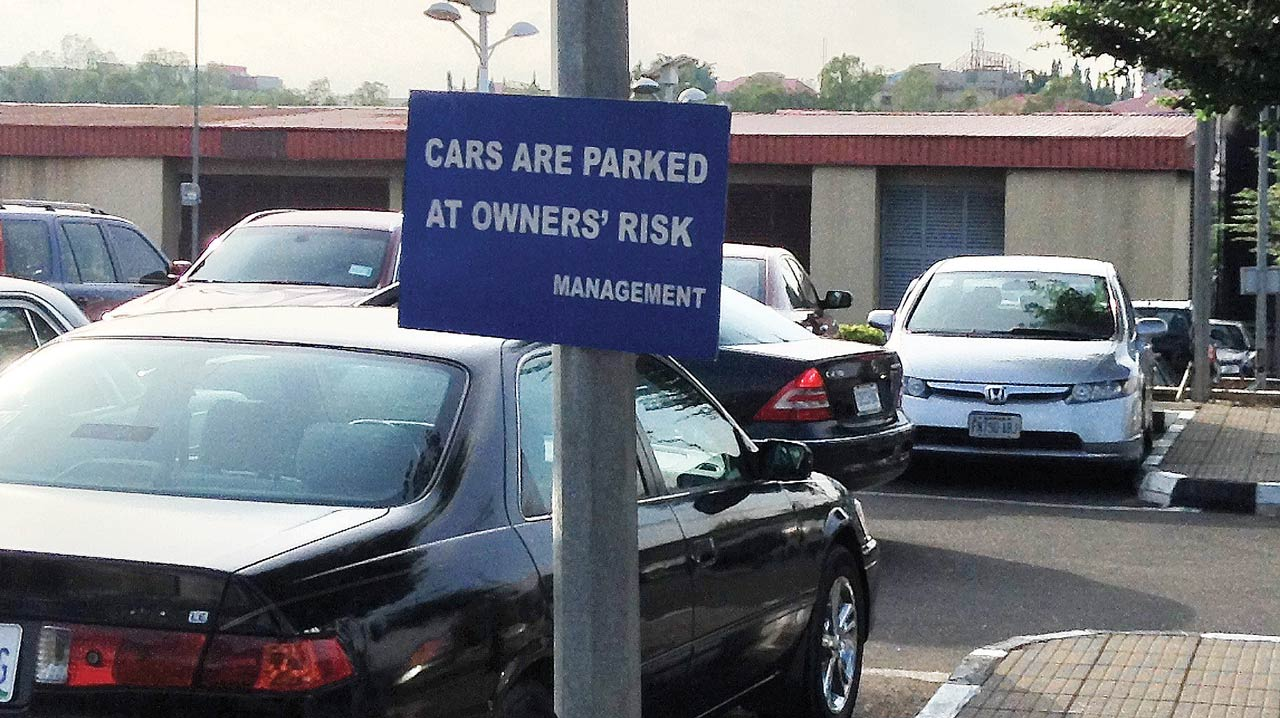 CARS ARE PARKED
AT OWNERS' RISK
MANAGEMENT